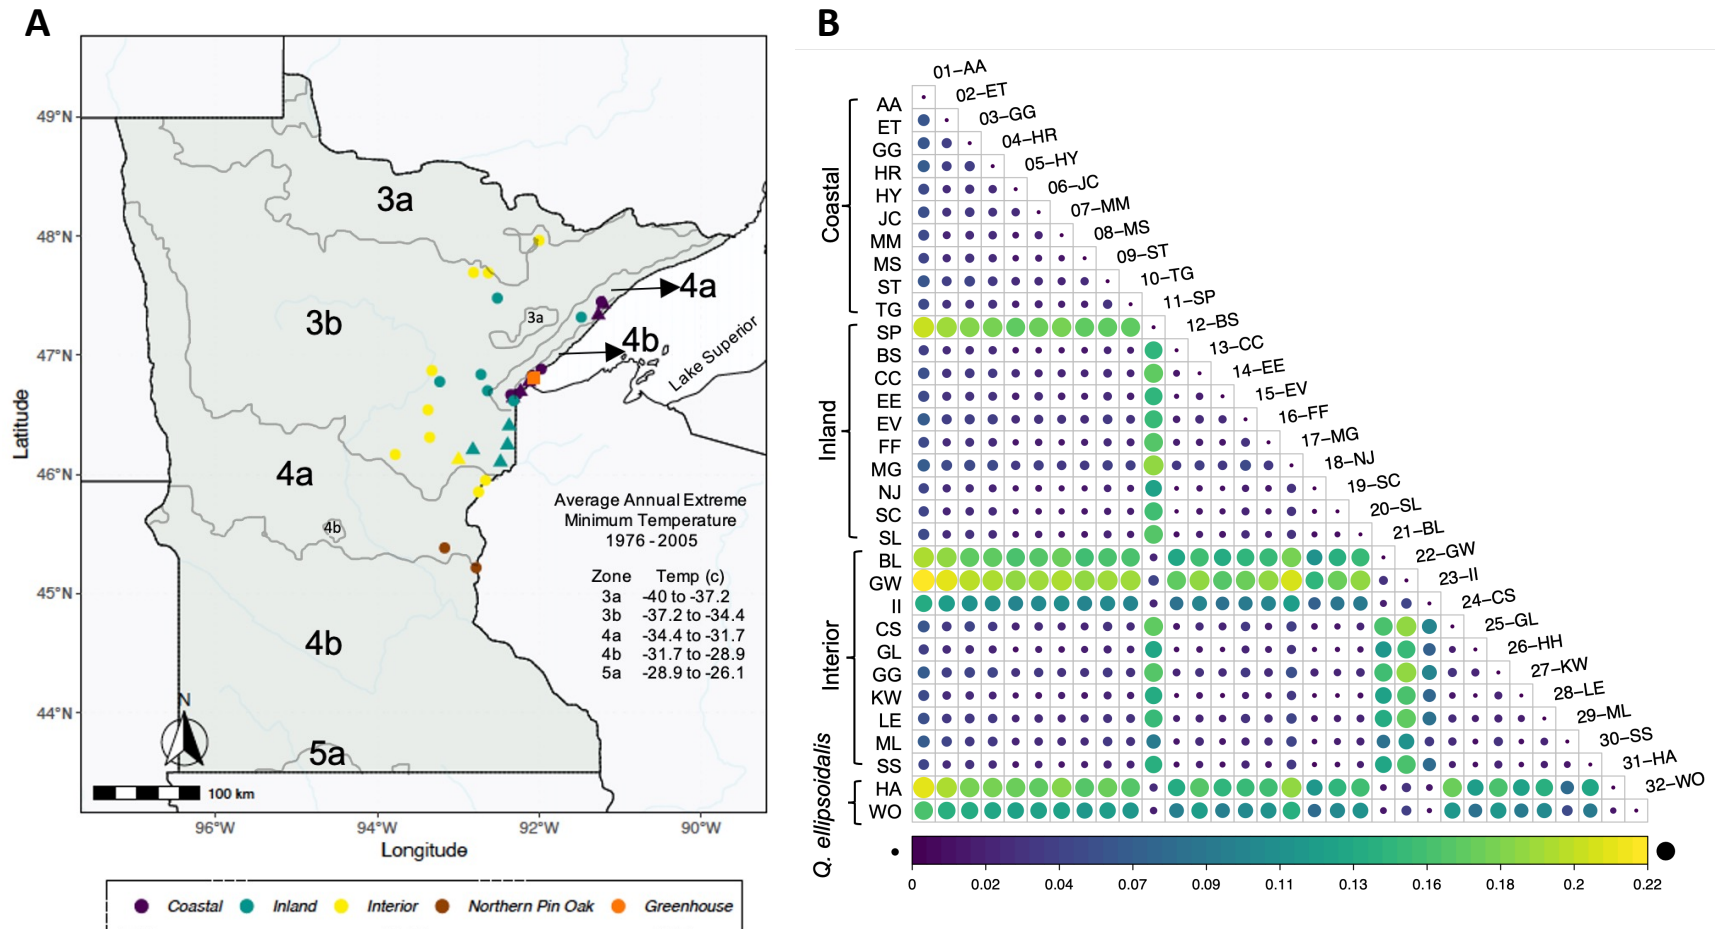 A
49°N
48°N
47°N
46°N
45°N
44°N
Latitude
3a
3b
3a
4a
4b
4a
4b
4b
5a
Lake Superior
Average Annual Extreme
Minimum Temperature
1976 - 2005
Zone Temp (c)
3a -40 to -37.2
3b -37.2 to -34.4
4a -34.4 to -31.7
4b -31.7 to -28.9
5a -28.9 to -26.1
N
100 km
96°W 94°W 92°W 90°W
Longitude
Coastal Inland Interior Northern Pin Oak Greenhouse
B
01–AA
02–ET
03–GG
04–HR
05–HY
06–JC
07–MM
08–MS
09–ST
10–TG
11–SP
12–BS
13–CC
14–EE
15–EV
16–FF
17–MG
18–NJ
19–SC
20–SL
21–BL
22–GW
23–II
24–CS
25–GL
26–HH
27–KW
28–LE
29–ML
30–SS
31–HA
32–WO
Coastal
AA
ET
GG
HR
HY
JC
MM
MS
ST
TG
Inland
SP
BS
CC
EE
EV
FF
MG
NJ
SC
SL
Interior
BL
GW
II
CS
GL
GG
KW
LE
ML
SS
Q. ellipsoidalis
HA
WO
0 0.02 0.04 0.07 0.09 0.11 0.13 0.16 0.18 0.2 0.22